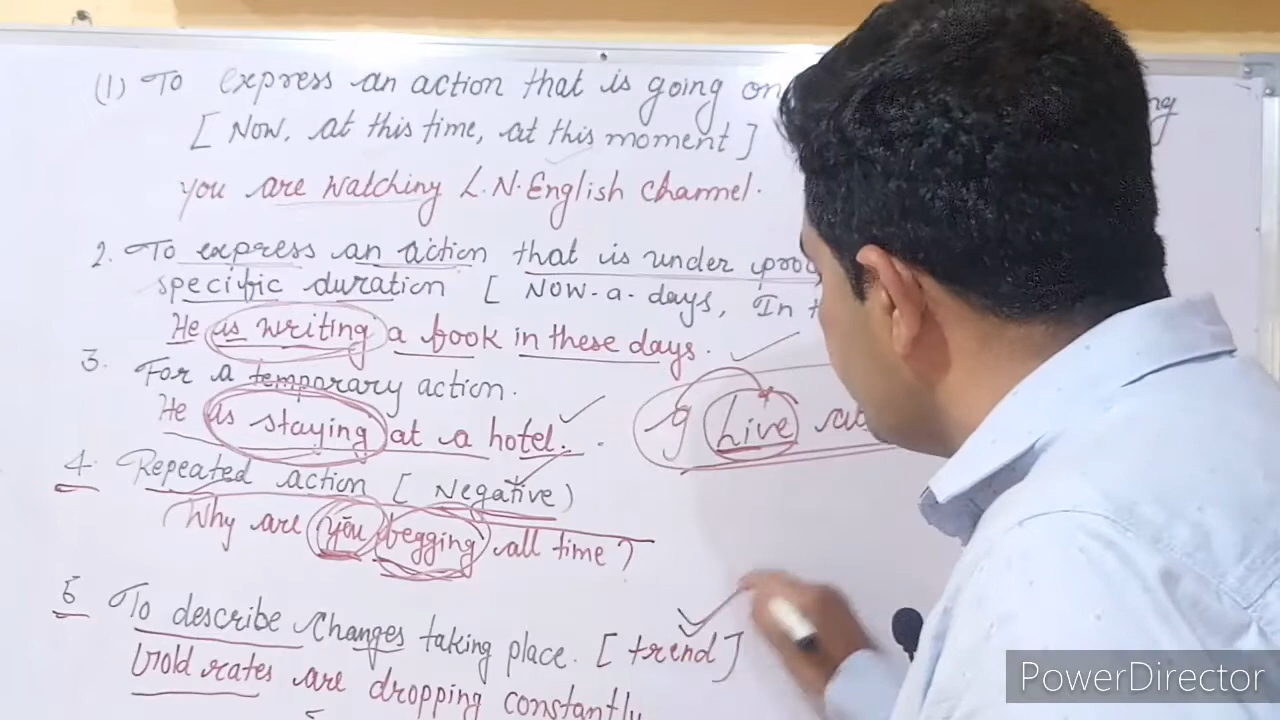 (1) To express an action that is going on
[ Now, at this time, at this moment ]
you are watching L.N. English channel.
2. To express an action that is under
specific duration [ Now-a-days, In
He is writing a book in these days.
3. For a temporary action.
He is staying at a hotel.
I Live
4. Repeated action [ Negative )
Why are you begging all time ?
5 To describe changes taking place. [ trend ]
Gold rates are dropping constantly
PowerDirector